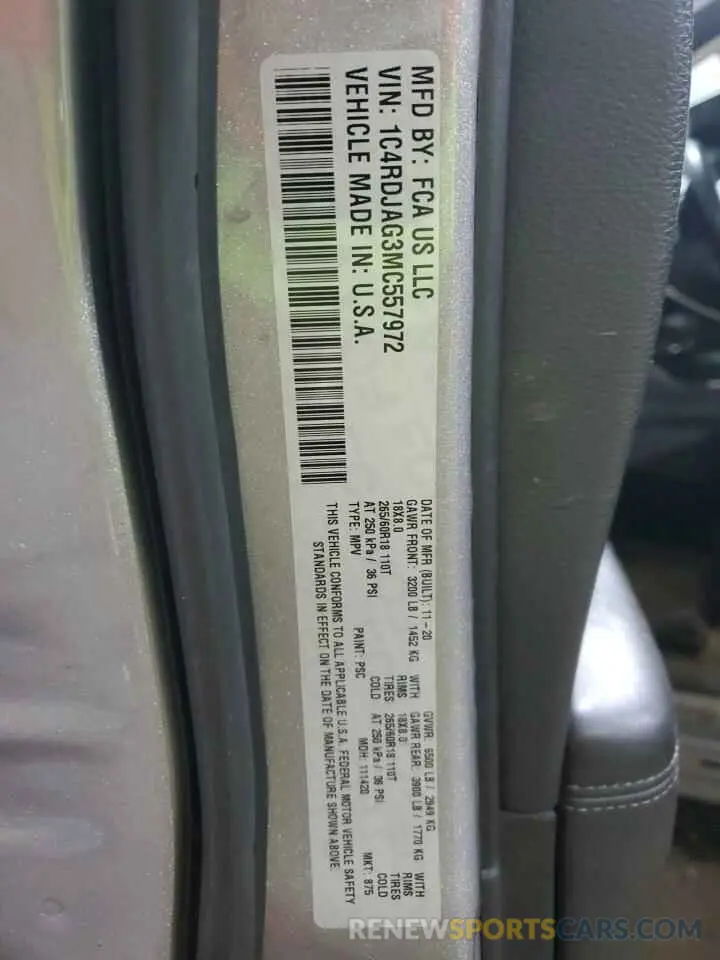 MFD BY: FCA US LLC
VIN: 1C4RDJAG3MC557972
VEHICLE MADE IN: U.S.A.
DATE OF MFR (BUILT): 11-20 GVWR: 6500 LB / 2949 KG
GAWR FRONT: 3200 LB / 1452 KG WITH GAWR REAR: 3900 LB / 1770 KG WITH
18X8.0 RIMS 18X8.0 RIMS
265/60R18 110T TIRES 265/60R18 110T TIRES
AT 250 kPa / 36 PSI COLD AT 250 kPa / 36 PSI COLD
TYPE: MPV PAINT: PSC MDH: 111420 MKT: 875
THIS VEHICLE CONFORMS TO ALL APPLICABLE U.S.A. FEDERAL MOTOR VEHICLE SAFETY
STANDARDS IN EFFECT ON THE DATE OF MANUFACTURE SHOWN ABOVE.
RENEWSPORTSCARS.COM